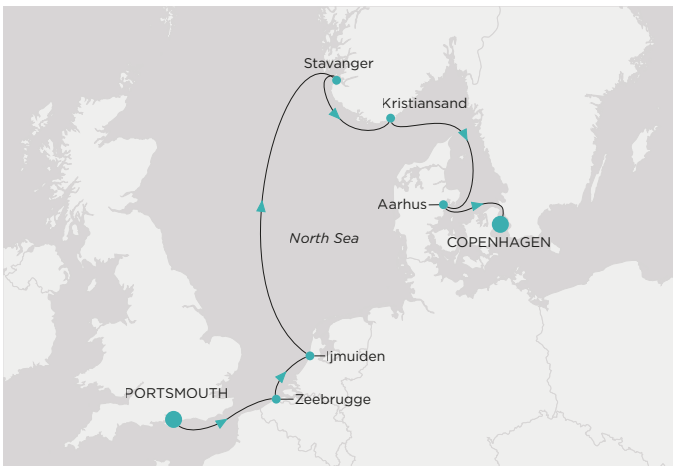 Stavanger
Kristiansand
Aarhus
North Sea
COPENHAGEN
Ijmuiden
PORTSMOUTH
Zeebrugge